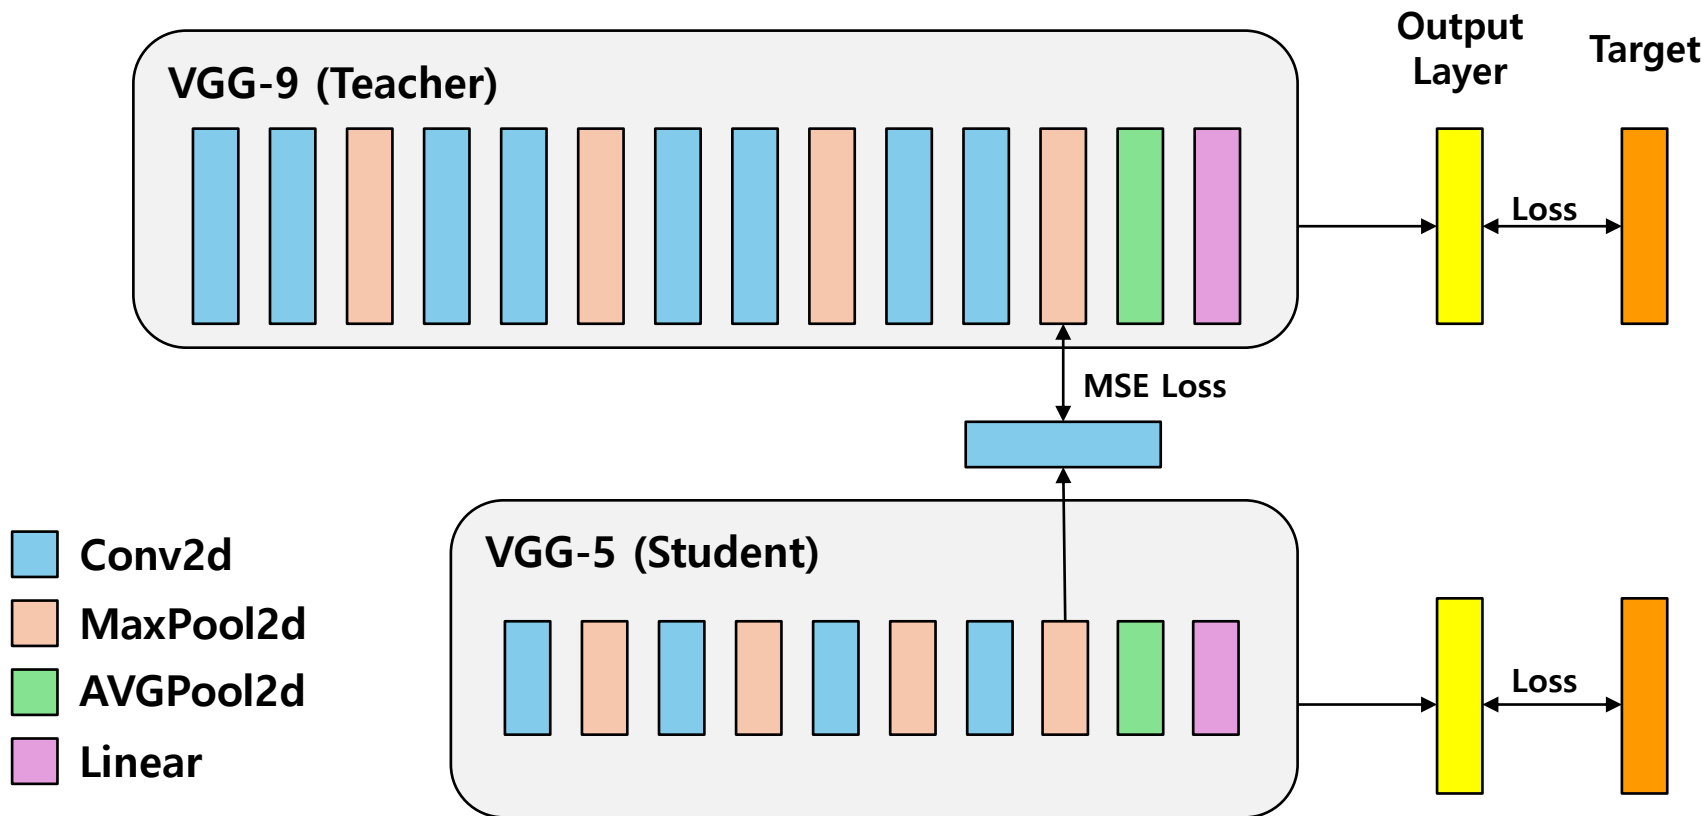 Output
Layer
Target
VGG-9 (Teacher)
Loss
MSE Loss
VGG-5 (Student)
Conv2d
MaxPool2d
AVGPool2d
Linear
Loss